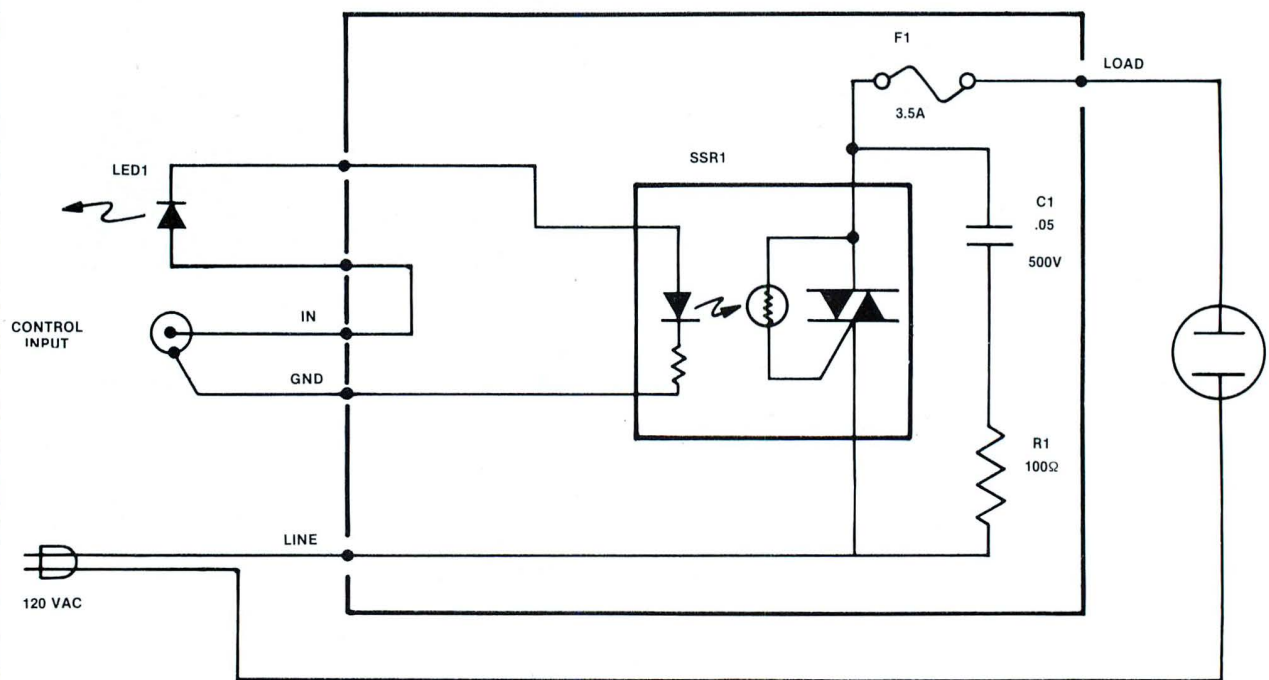 F1
LOAD
3.5A
SSR1
LED1
C1
.05
500V
IN
CONTROL
INPUT
GND
R1
100Ω
LINE
120 VAC